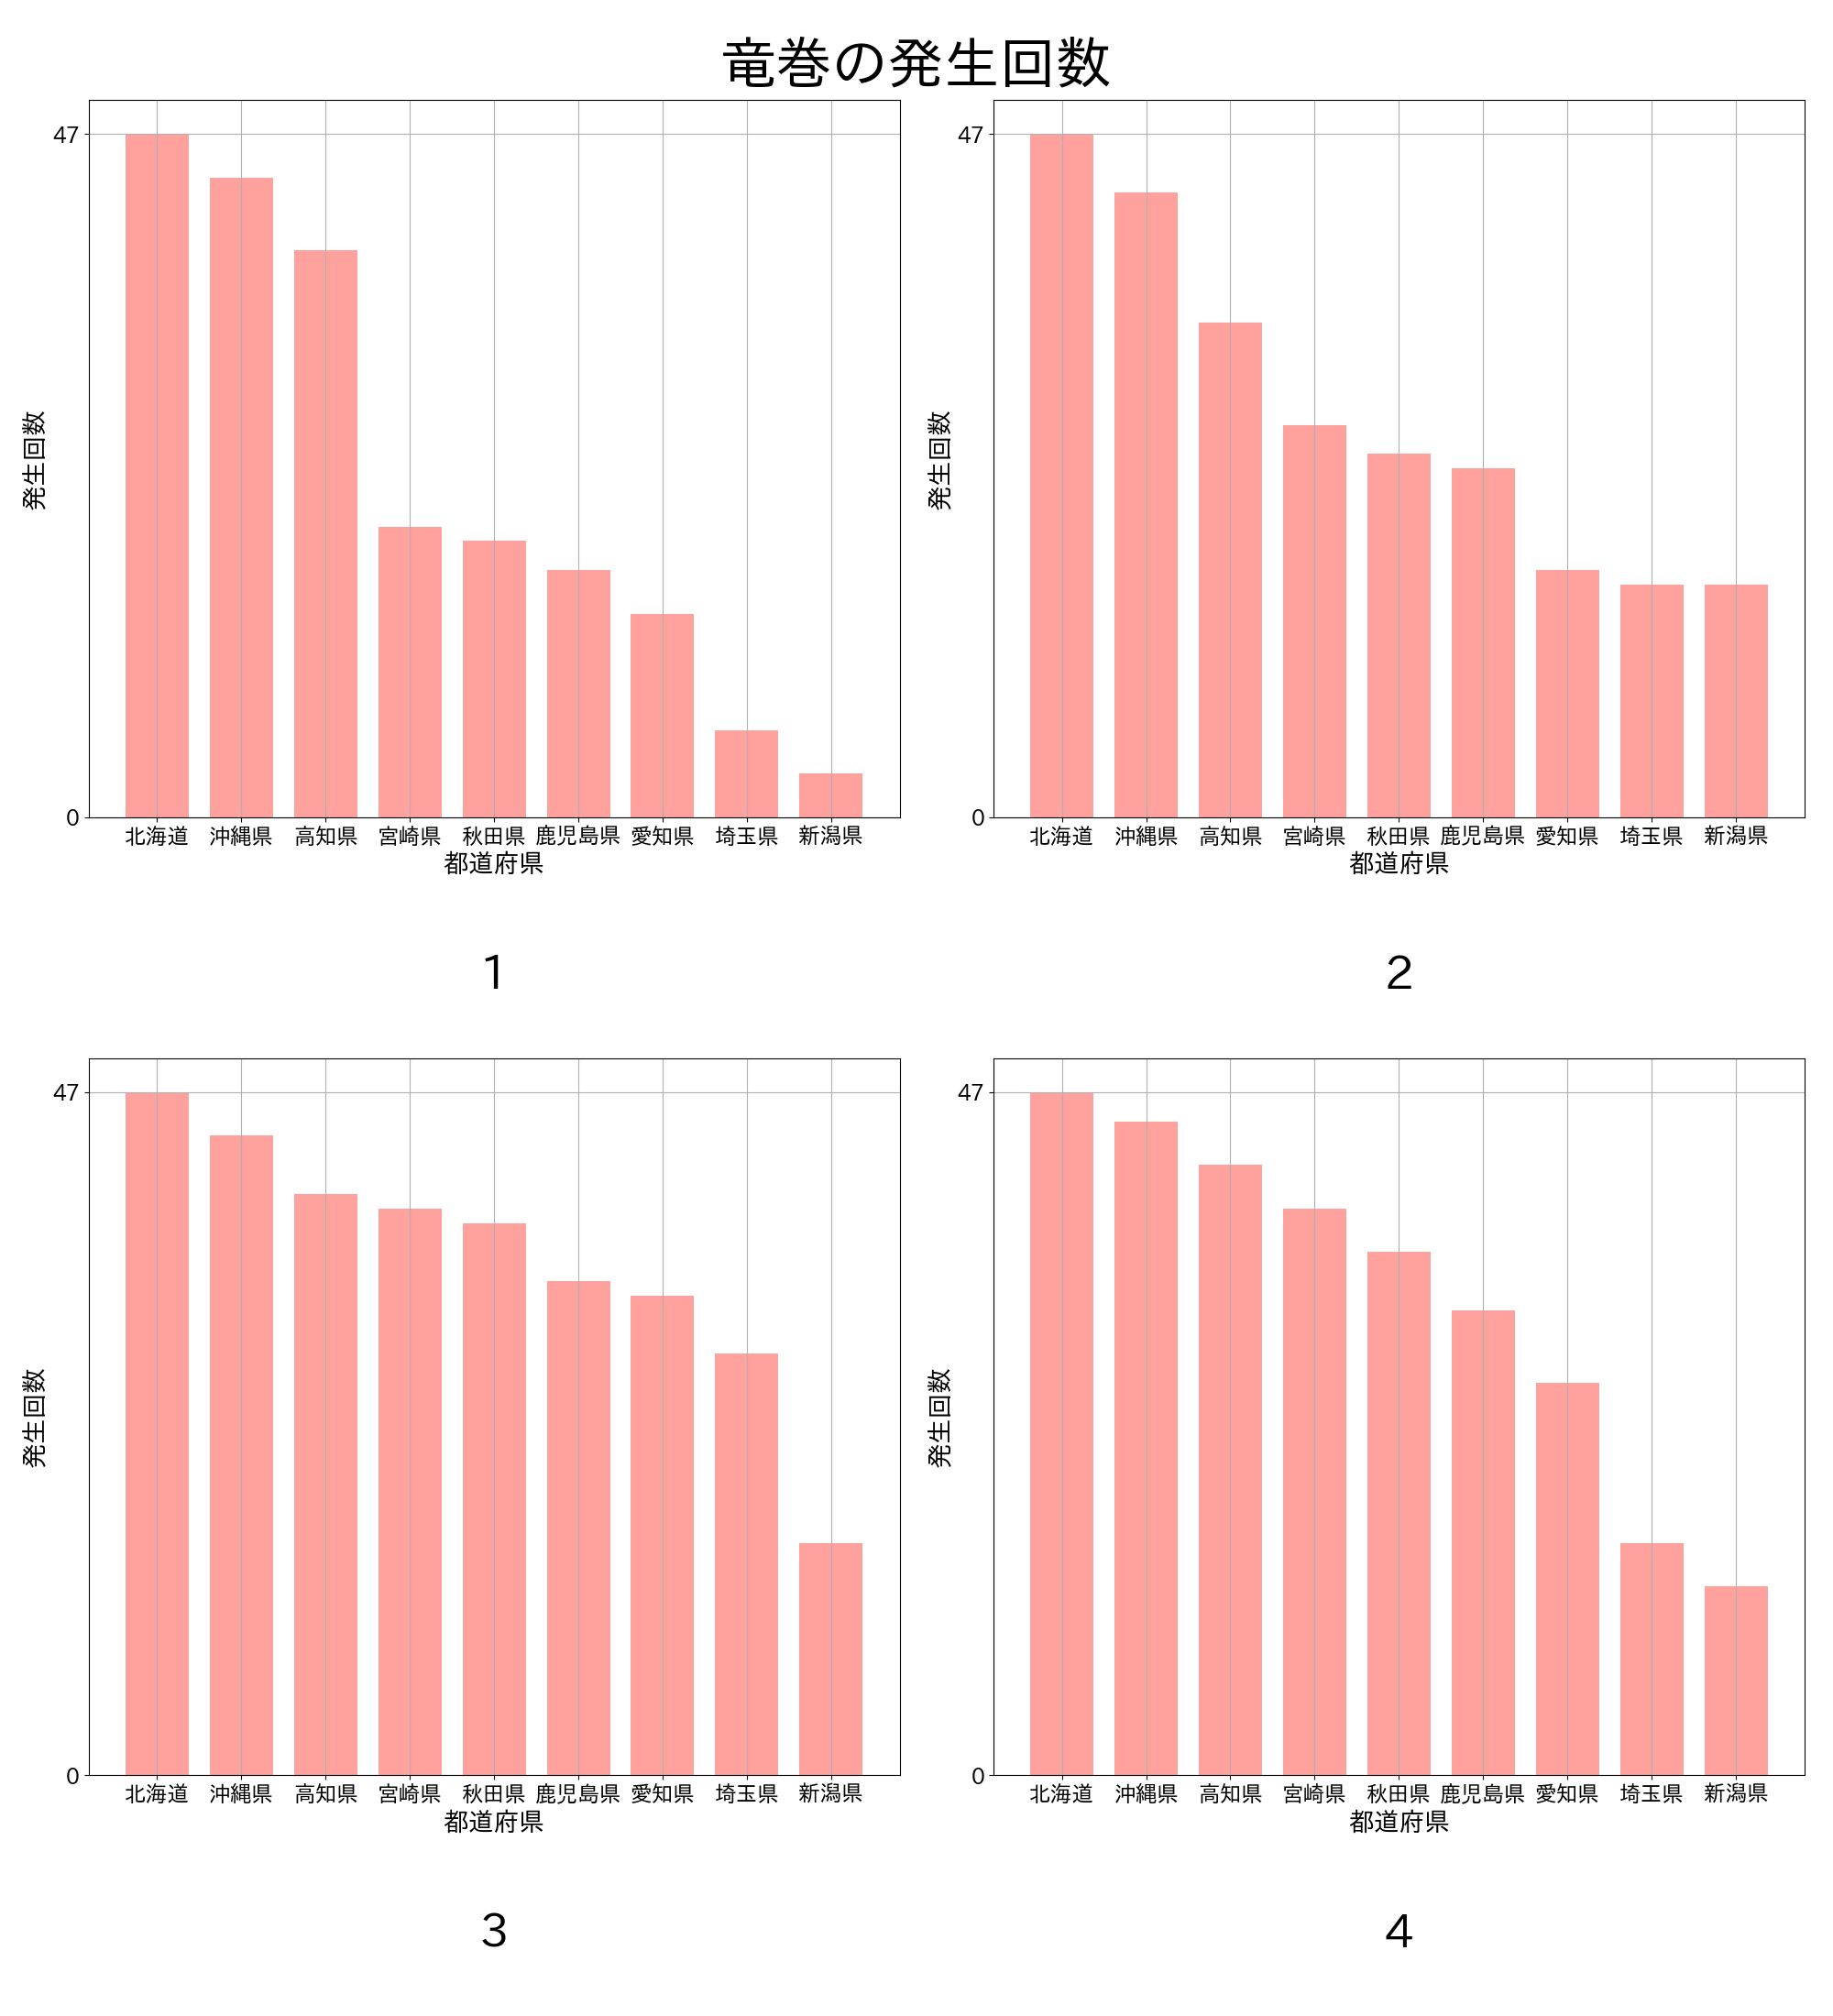 竜巻の発生回数
47
発生回数
0
北海道 沖縄県 高知県 宮崎県 秋田県 鹿児島県 愛知県 埼玉県 新潟県
都道府県
1
47
発生回数
0
北海道 沖縄県 高知県 宮崎県 秋田県 鹿児島県 愛知県 埼玉県 新潟県
都道府県
2
47
発生回数
0
北海道 沖縄県 高知県 宮崎県 秋田県 鹿児島県 愛知県 埼玉県 新潟県
都道府県
3
47
発生回数
0
北海道 沖縄県 高知県 宮崎県 秋田県 鹿児島県 愛知県 埼玉県 新潟県
都道府県
4